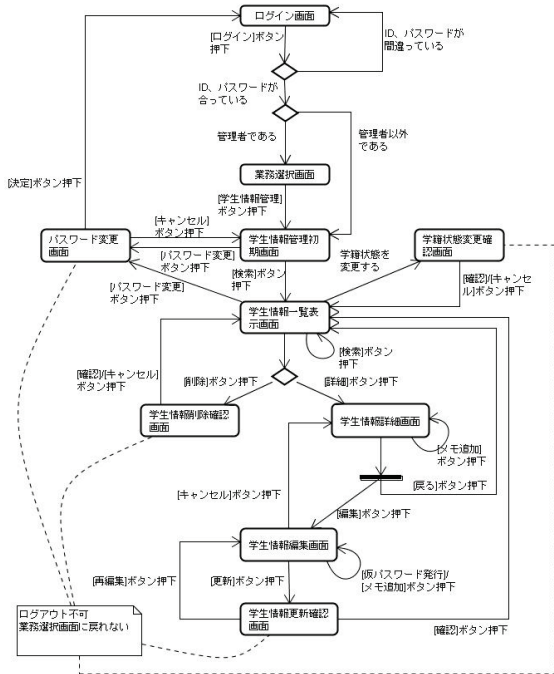 ログイン画面
[ログイン]ボタン
押下
ID、パスワードが
間違っている
ID、パスワードが
合っている
管理者である
管理者以外
である
業務選択画面
[決定]ボタン押下
[学生情報管理]
ボタン押下
[キャンセル]
ボタン押下
パスワード変更
画面
学生情報管理初
期画面
学籍状態変更確
認画面
[パスワード変更]
ボタン押下
[検索]ボタン
押下
学籍状態を
変更する
[パスワード変更]
ボタン押下
[確認]/[キャンセ
ル]ボタン押下
学生情報一覧表
示画面
[検索]ボタン
押下
[確認]/[キャンセル]
ボタン押下
[削除]ボタン押下
[詳細]ボタン押下
学生情報削除確認
画面
学生情報詳細画面
[メモ追加]
ボタン押下
[戻る]ボタン押下
[キャンセル]ボタン押下
[編集]ボタン押下
学生情報編集画面
[再編集]ボタン押下
[更新]ボタン押下
[仮パスワード発行]/
[メモ追加]ボタン押下
ログアウト不可
業務選択画面に戻れない
学生情報更新確認
画面
[確認]ボタン押下